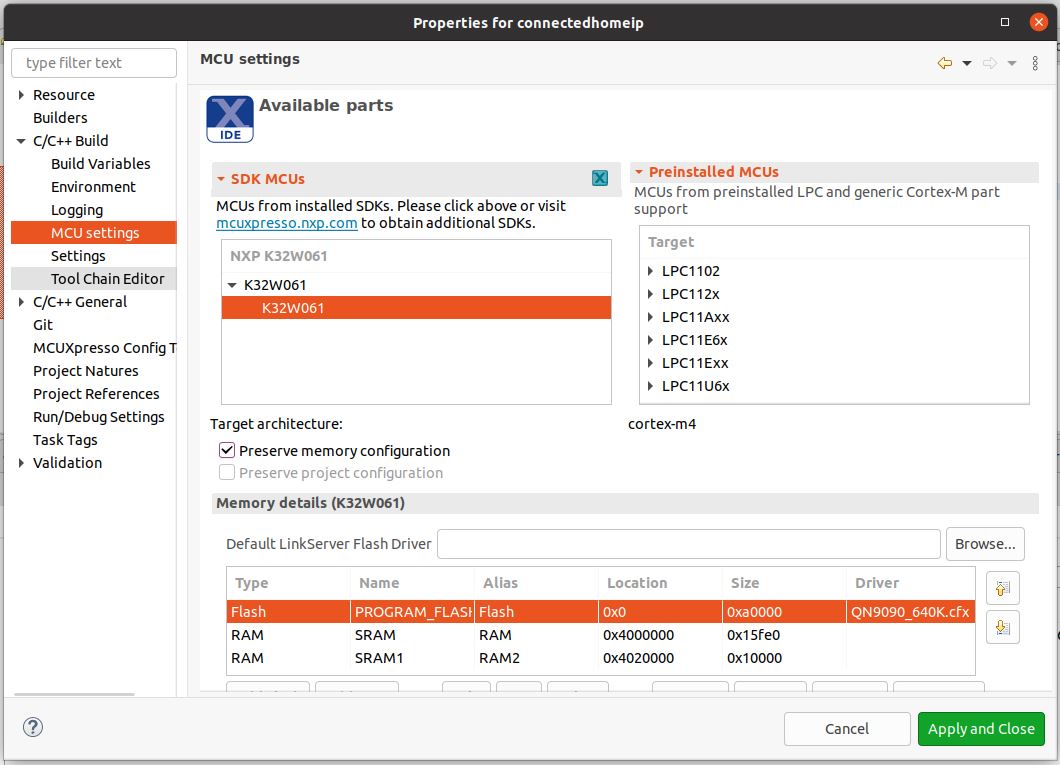 Properties for connectedhomeip
type filter text
Resource
Builders
C/C++ Build
Build Variables
Environment
Logging
MCU settings
Settings
Tool Chain Editor
C/C++ General
Git
MCUXpresso Config T
Project Natures
Project References
Run/Debug Settings
Task Tags
Validation
MCU settings
IDE
Available parts
SDK MCUs
MCUs from installed SDKs. Please click above or visit
mcuxpresso.nxp.com to obtain additional SDKs.
NXP K32W061
K32W061
K32W061
Preinstalled MCUs
MCUs from preinstalled LPC and generic Cortex-M part
support
Target
LPC1102
LPC112x
LPC11Axx
LPC11E6x
LPC11Exx
LPC11U6x
Target architecture: cortex-m4
Preserve memory configuration
Preserve project configuration
Memory details (K32W061)
Default LinkServer Flash Driver Browse...
Type Name Alias Location Size Driver
Flash PROGRAM_FLASH Flash 0x0 0xa0000 QN9090_640K.cfx
RAM SRAM RAM 0x4000000 0x15fe0
RAM SRAM1 RAM2 0x4020000 0x10000
Cancel Apply and Close